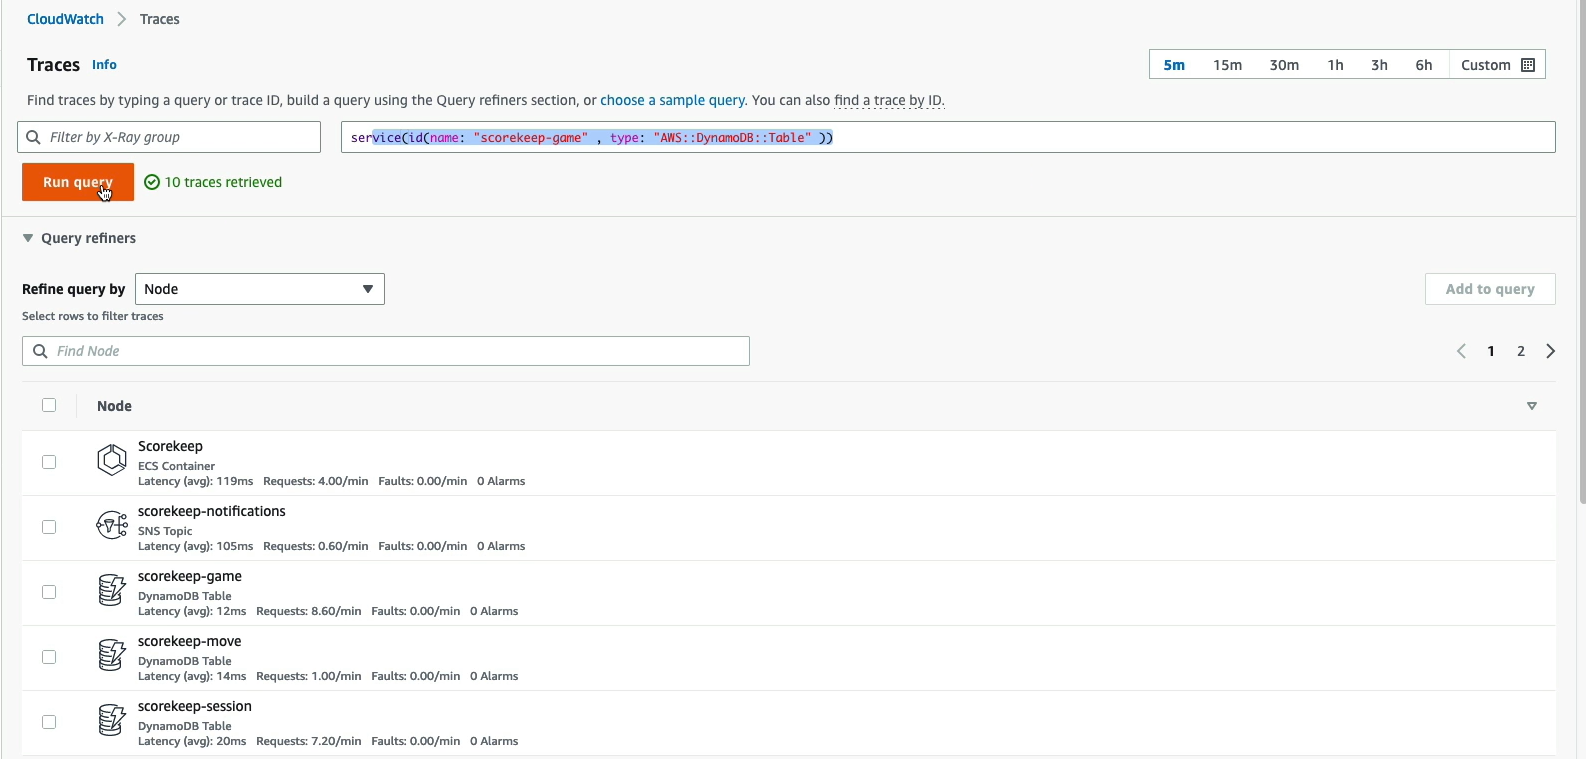 CloudWatch > Traces
Traces Info
5m 15m 30m 1h 3h 6h Custom
Find traces by typing a query or trace ID, build a query using the Query refiners section, or choose a sample query. You can also find a trace by ID.
Filter by X-Ray group
service(id(name: "scorekeep-game" , type: "AWS::DynamoDB::Table" ))
Run query
10 traces retrieved
Query refiners
Refine query by Node
Add to query
Select rows to filter traces
Find Node
1 2
Node
Scorekeep
ECS Container
Latency (avg): 119ms Requests: 4.00/min Faults: 0.00/min 0 Alarms
scorekeep-notifications
SNS Topic
Latency (avg): 105ms Requests: 0.60/min Faults: 0.00/min 0 Alarms
scorekeep-game
DynamoDB Table
Latency (avg): 12ms Requests: 8.60/min Faults: 0.00/min 0 Alarms
scorekeep-move
DynamoDB Table
Latency (avg): 14ms Requests: 1.00/min Faults: 0.00/min 0 Alarms
scorekeep-session
DynamoDB Table
Latency (avg): 20ms Requests: 7.20/min Faults: 0.00/min 0 Alarms